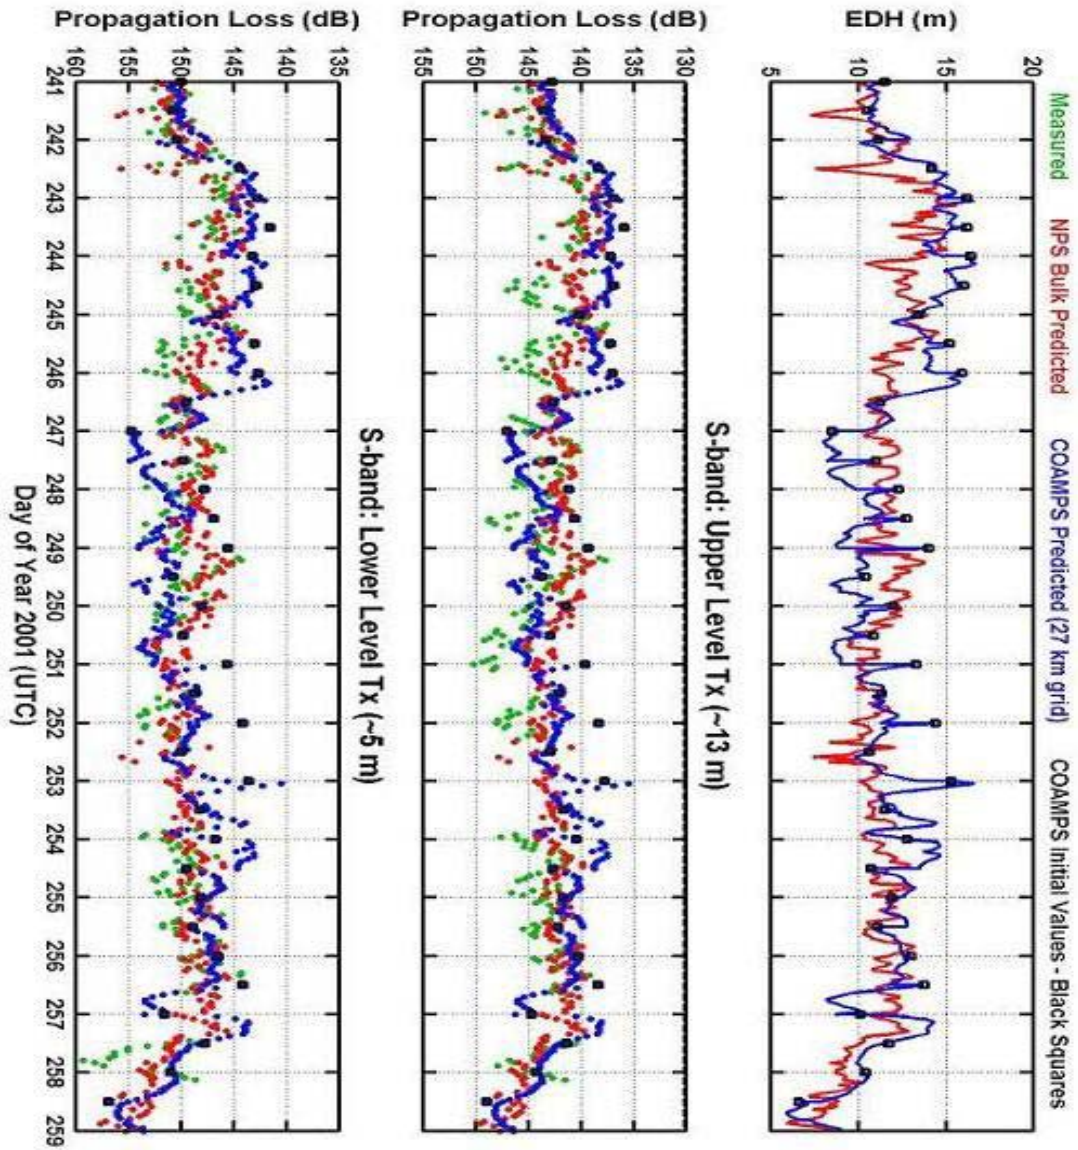 Measured NPS Bulk Predicted COAMPS Predicted (27 km grid) COAMPS Initial Values - Black Squares
EDH (m)
20
15
10
5
S-band: Upper Level Tx (~13 m)
Propagation Loss (dB)
130
135
140
145
150
155
S-band: Lower Level Tx (~5 m)
Propagation Loss (dB)
135
140
145
150
155
160
241 242 243 244 245 246 247 248 249 250 251 252 253 254 255 256 257 258 259
Day of Year 2001 (UTC)